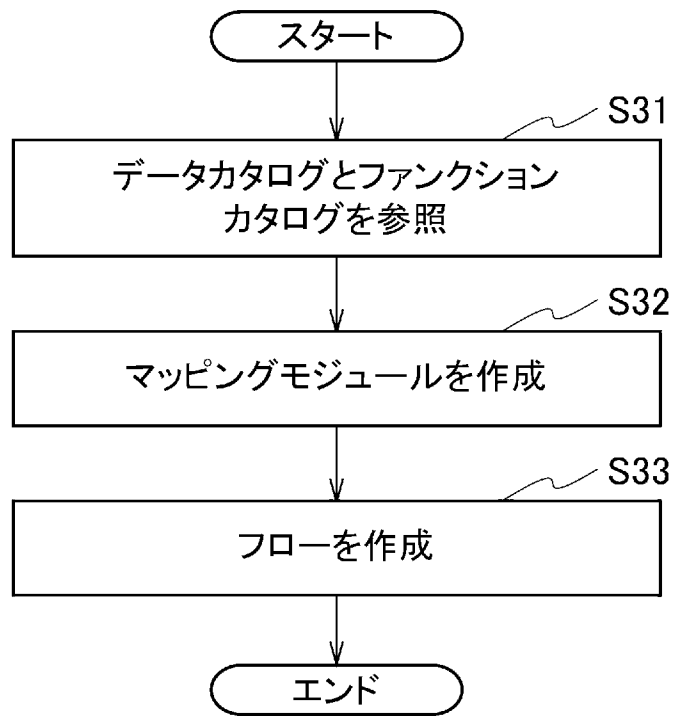 スタート
S31
データカタログとファンクション
カタログを参照
S32
マッピングモジュールを作成
S33
フローを作成
エンド